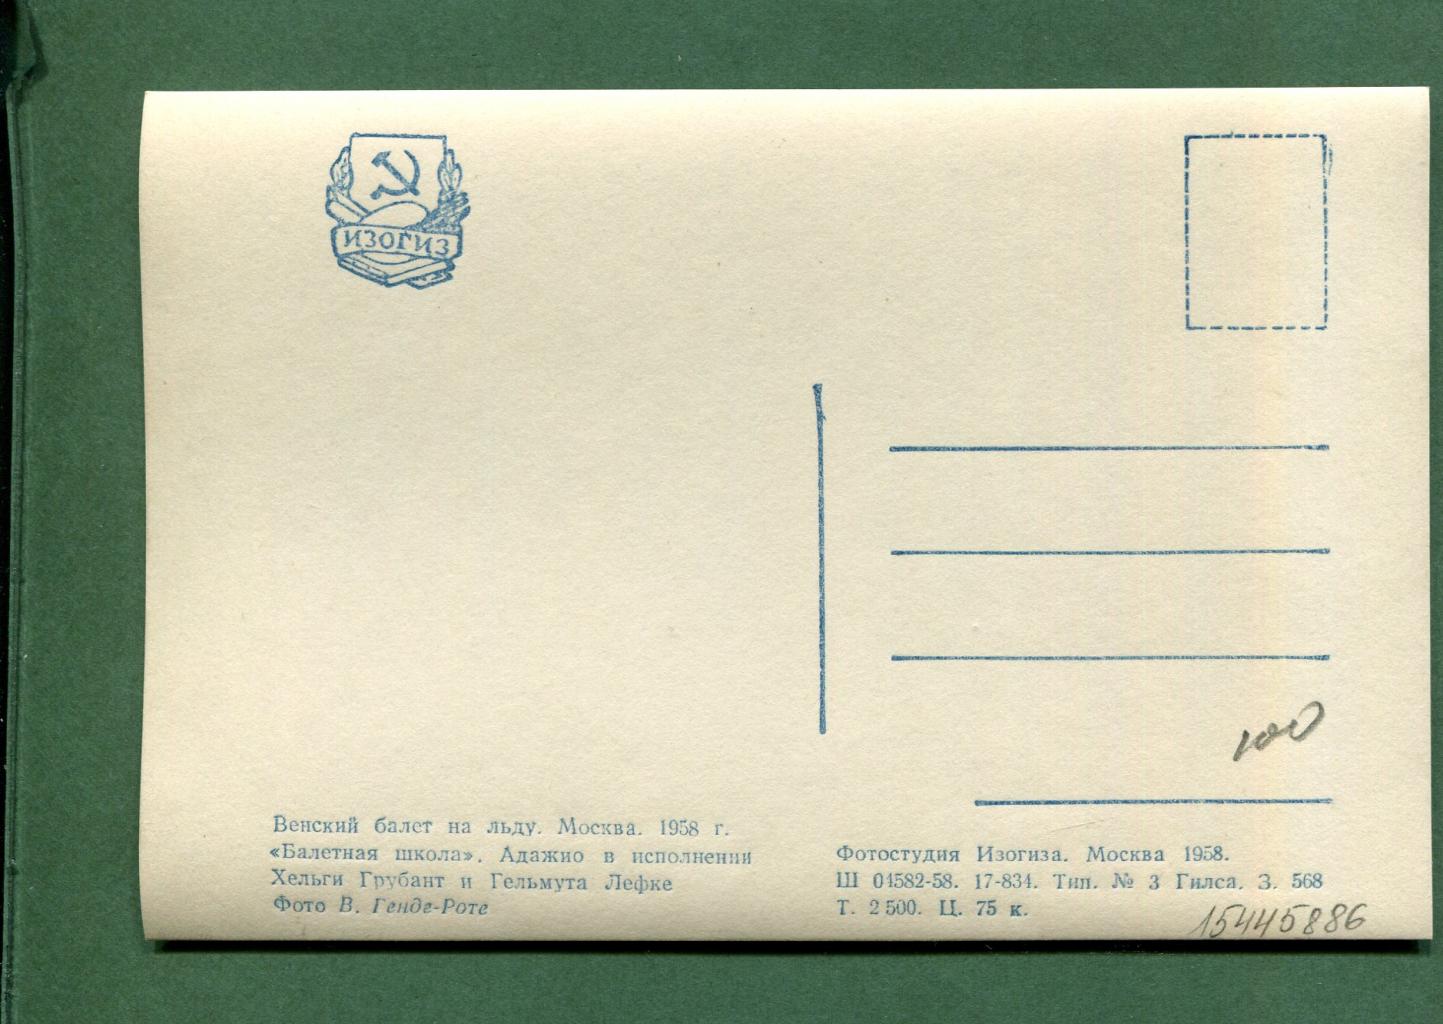 ИЗОГИЗ
100
Венский балет на льду. Москва. 1958 г.
«Балетная школа». Адажио в исполнении
Хельги Грубант и Гельмута Лефке
Фото В. Генде-Роте
Фотостудия Изогиза. Москва 1958.
Ш 04582-58. 17-834. Тип. № 3 Гилса. З. 568
Т. 2 500. Ц. 75 к.
15445886